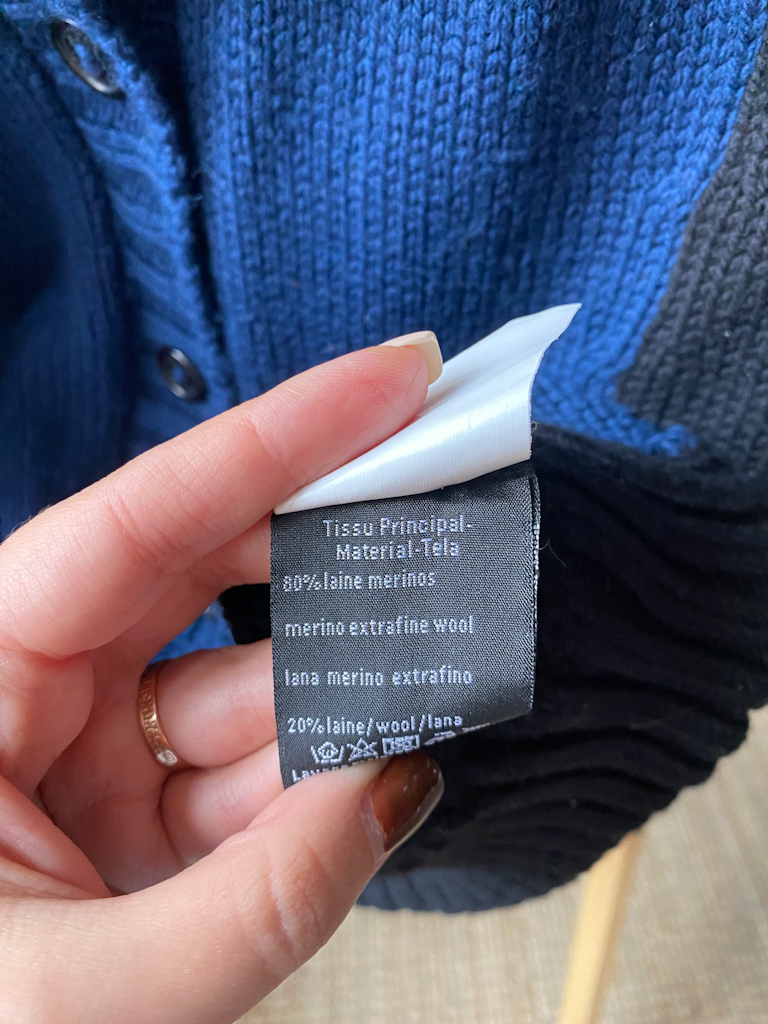 Tissu Principal-
Material-Tela
80% laine merinos
merino extrafine wool
lana merino extrafino
20% laine/wool/lana